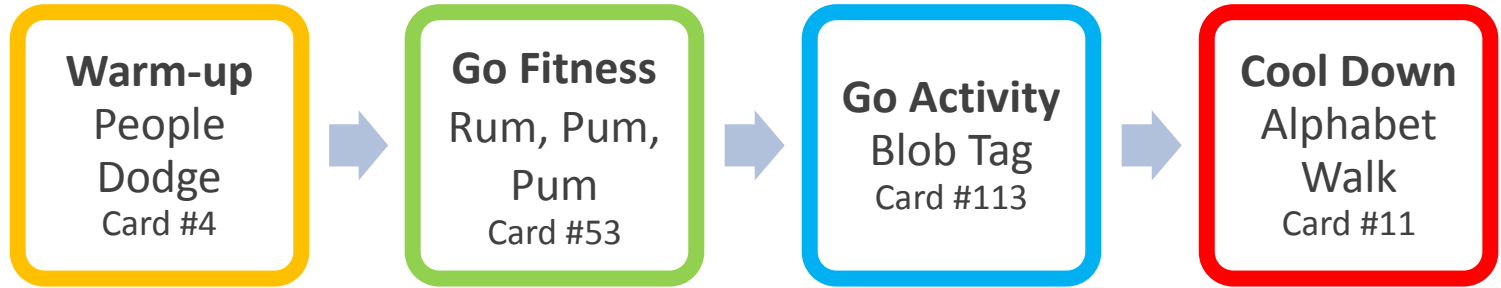 Warm-up
People
Dodge
Card #4
Go Fitness
Rum, Pum,
Pum
Card #53
Go Activity
Blob Tag
Card #113
Cool Down
Alphabet
Walk
Card #11